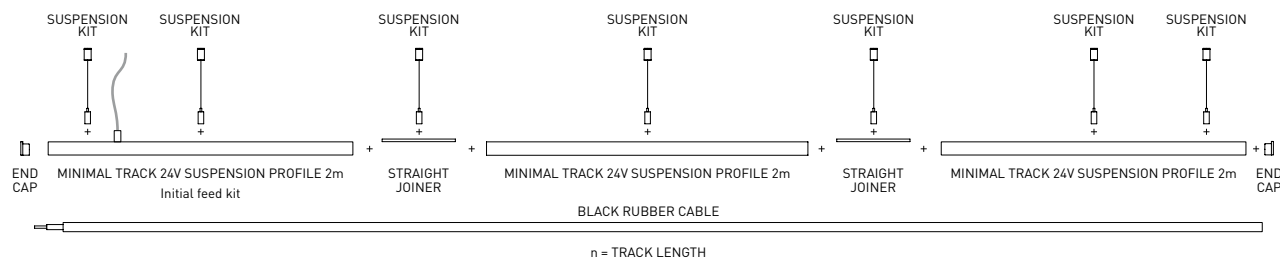 SUSPENSION
KIT
SUSPENSION
KIT
SUSPENSION
KIT
SUSPENSION
KIT
SUSPENSION
KIT
SUSPENSION
KIT
SUSPENSION
KIT
+
+
+
+
+
+
+
+
+
+
+
+
END
CAP
MINIMAL TRACK 24V SUSPENSION PROFILE 2m
Initial feed kit
STRAIGHT
JOINER
MINIMAL TRACK 24V SUSPENSION PROFILE 2m
STRAIGHT
JOINER
MINIMAL TRACK 24V SUSPENSION PROFILE 2m
END
CAP
BLACK RUBBER CABLE
n = TRACK LENGTH